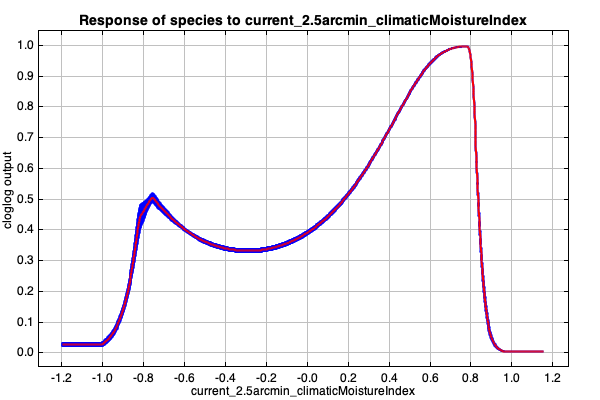 Response of species to current_2.5arcmin_climaticMoistureIndex
cloglog output
1.0
0.9
0.8
0.7
0.6
0.5
0.4
0.3
0.2
0.1
0.0
-1.2 -1.0 -0.8 -0.6 -0.4 -0.2 0.0 0.2 0.4 0.6 0.8 1.0 1.2
current_2.5arcmin_climaticMoistureIndex